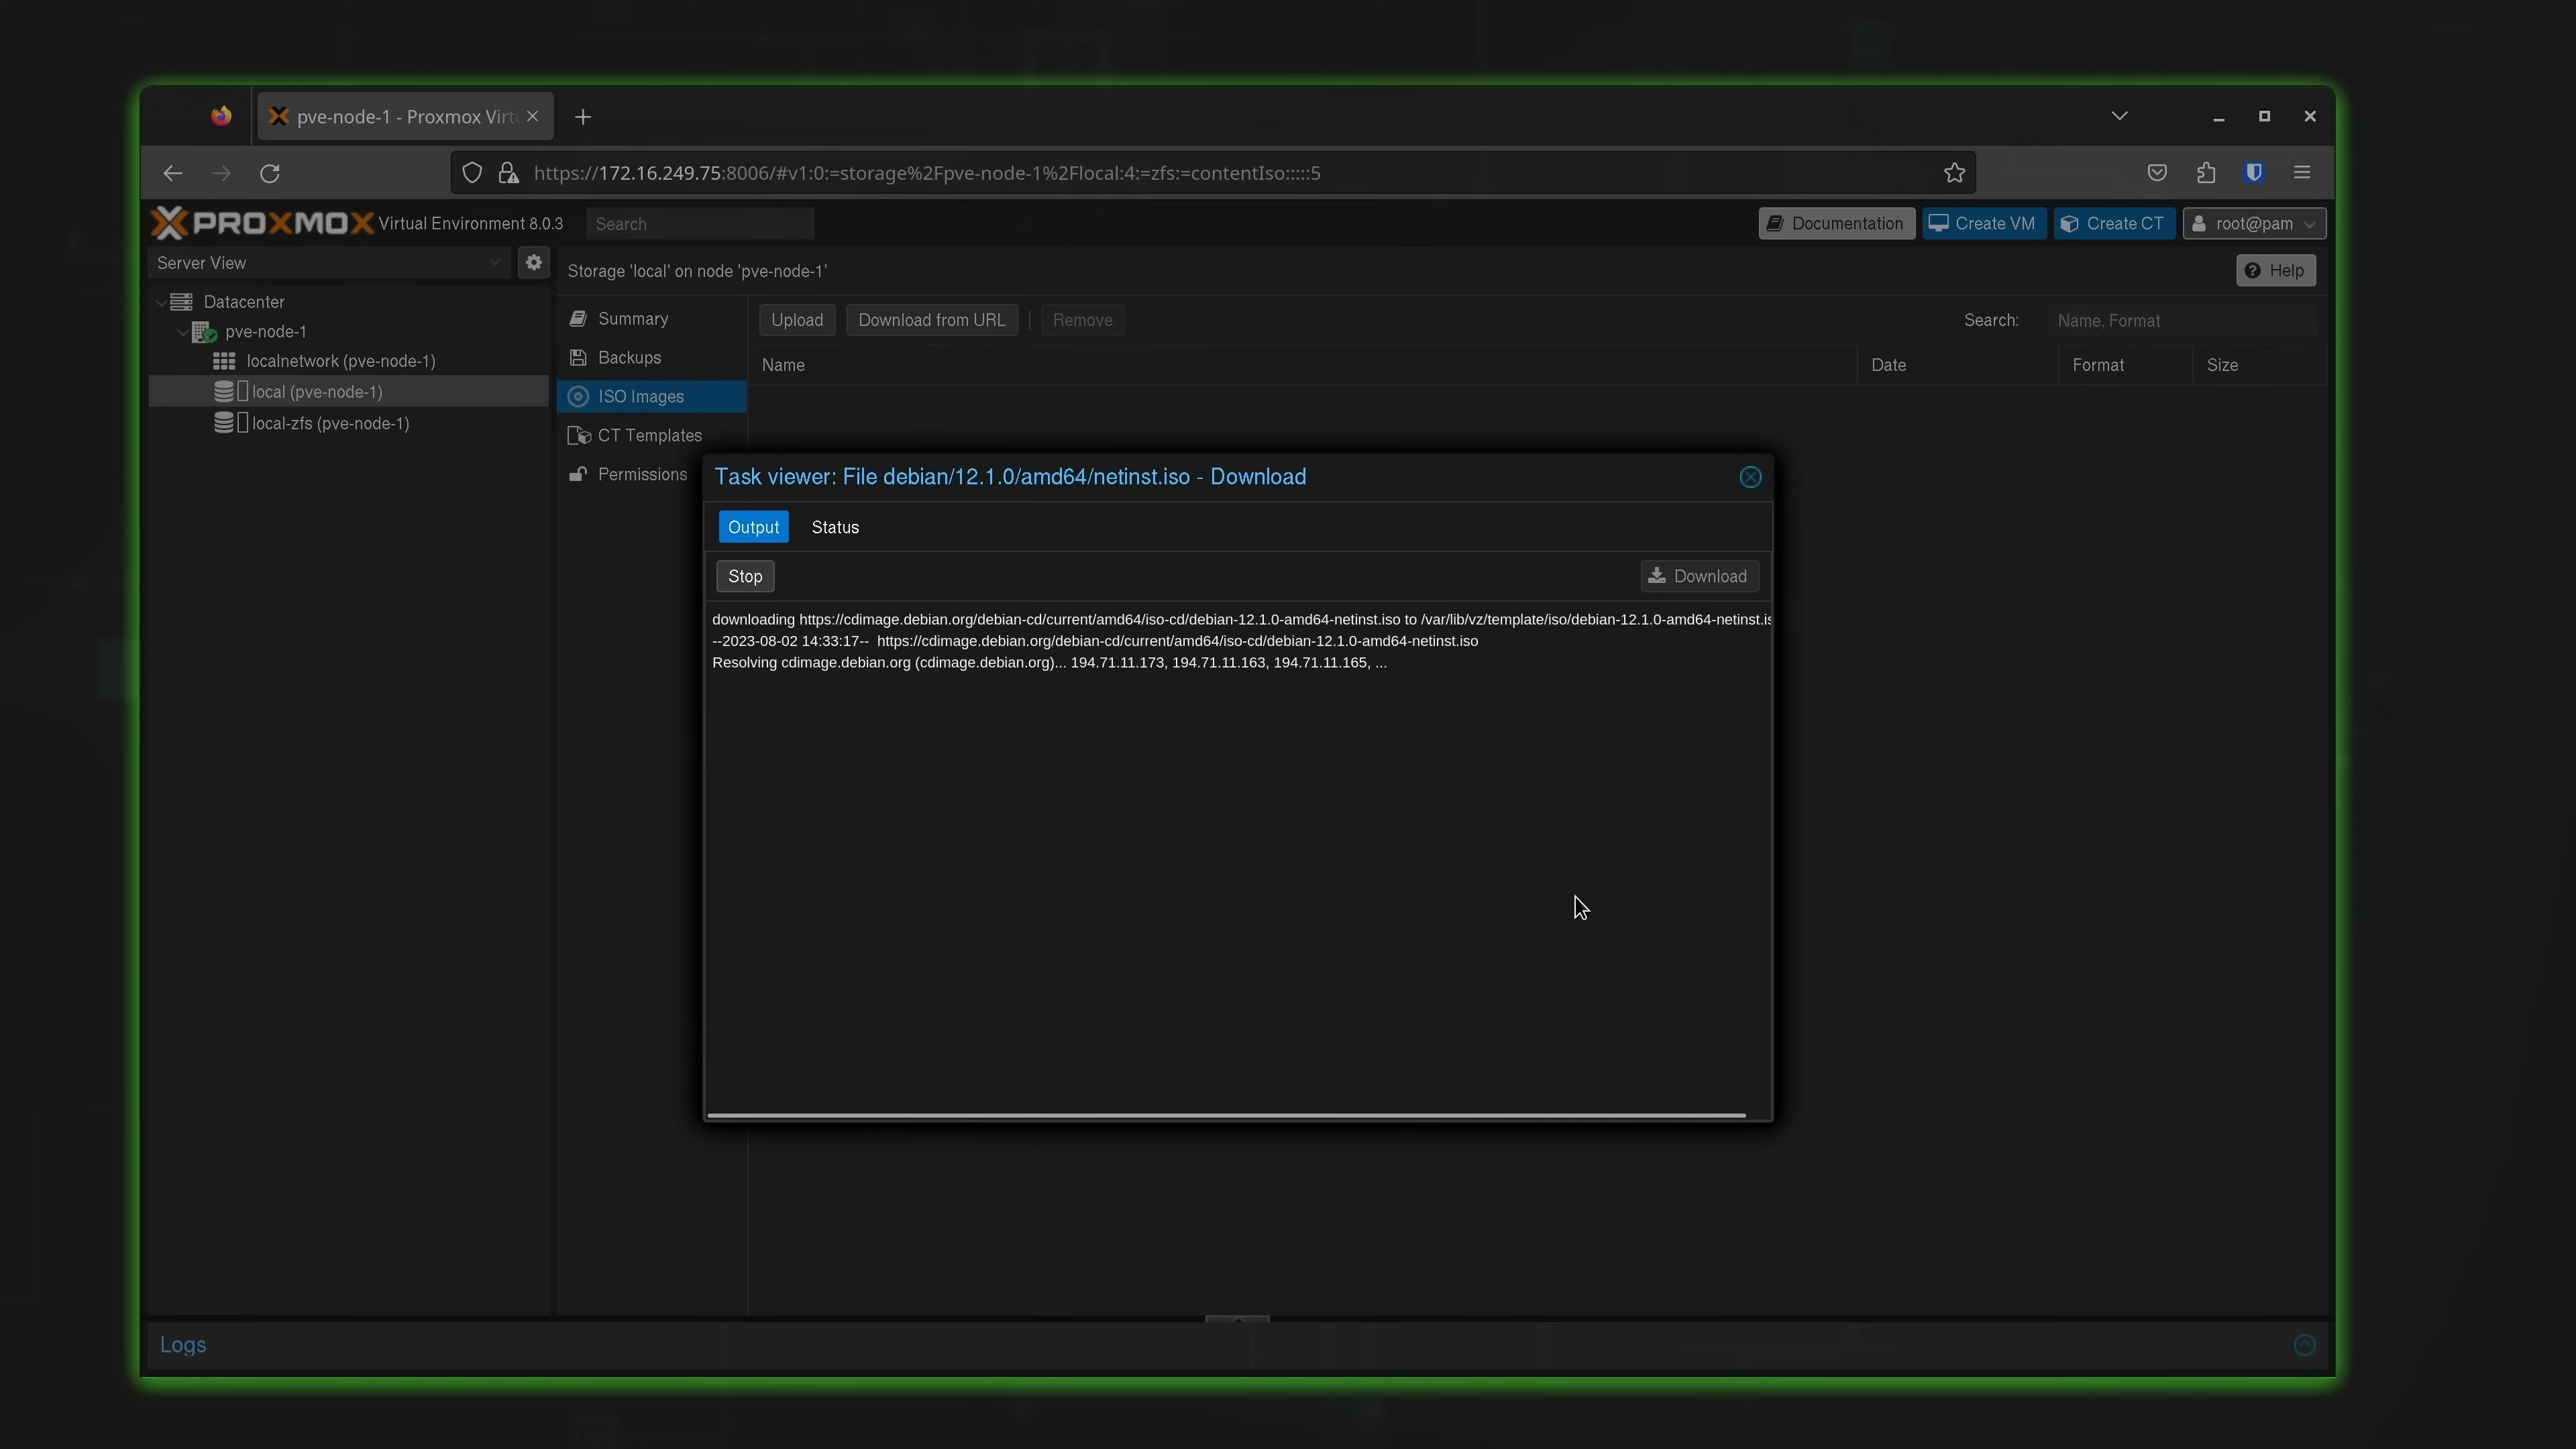 pve-node-1 - Proxmox Virtu
https://172.16.249.75:8006/#v1:0:=storage%2Fpve-node-1%2Flocal:4:=zfs:=contentIso:::::5
PROXMOX Virtual Environment 8.0.3 Search Documentation Create VM Create CT root@pam
Server View
Storage 'local' on node 'pve-node-1' Help
Datacenter
pve-node-1
localnetwork (pve-node-1)
local (pve-node-1)
local-zfs (pve-node-1)
Summary
Backups
ISO Images
CT Templates
Permissions
Upload Download from URL Remove Search: Name, Format
Name Date Format Size
Task viewer: File debian/12.1.0/amd64/netinst.iso - Download
Output Status
Stop Download
downloading https://cdimage.debian.org/debian-cd/current/amd64/iso-cd/debian-12.1.0-amd64-netinst.iso to /var/lib/vz/template/iso/debian-12.1.0-amd64-netinst.is
--2023-08-02 14:33:17-- https://cdimage.debian.org/debian-cd/current/amd64/iso-cd/debian-12.1.0-amd64-netinst.iso
Resolving cdimage.debian.org (cdimage.debian.org)... 194.71.11.173, 194.71.11.163, 194.71.11.165, ...
Logs